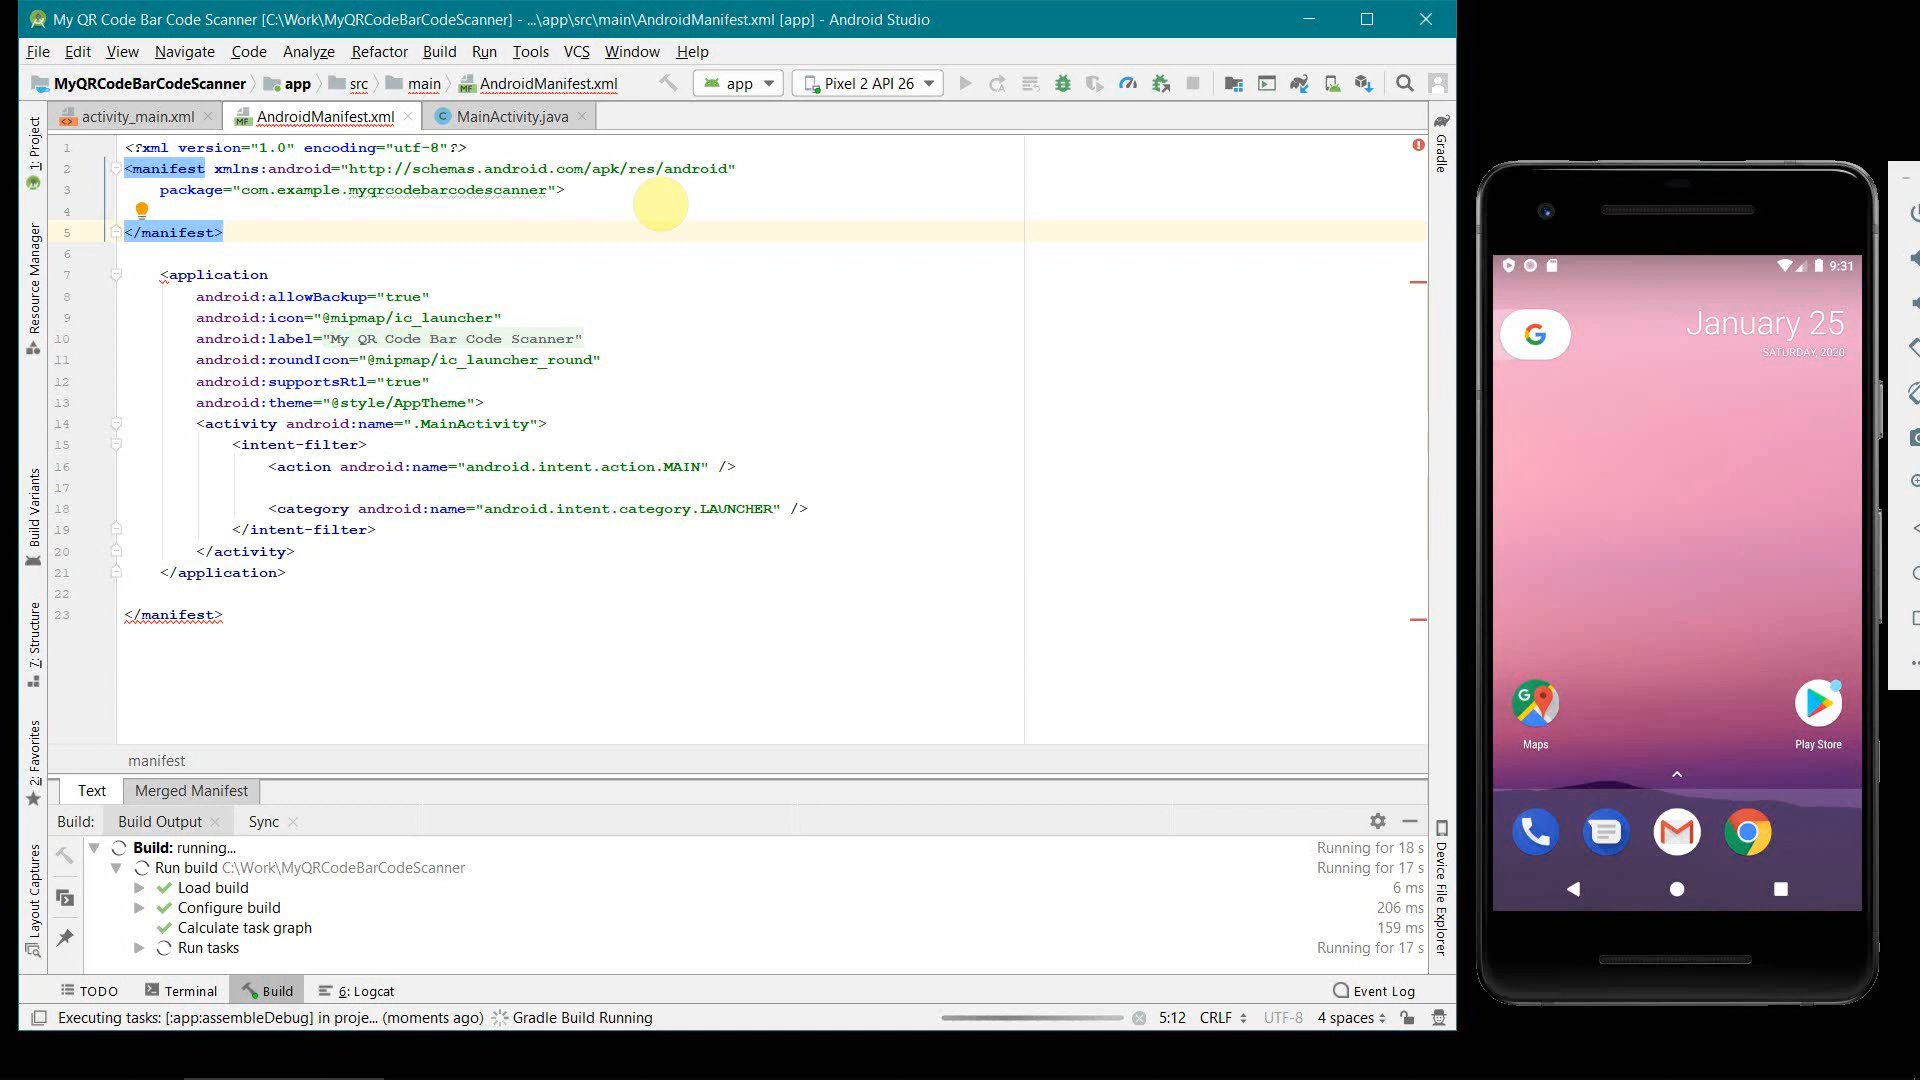 My QR Code Bar Code Scanner [C:\Work\MyQRCodeBarCodeScanner] - ...\app\src\main\AndroidManifest.xml [app] - Android Studio
File Edit View Navigate Code Analyze Refactor Build Run Tools VCS Window Help
MyQRCodeBarCodeScanner app src main AndroidManifest.xml app Pixel 2 API 26
activity_main.xml AndroidManifest.xml MainActivity.java
1 <?xml version="1.0" encoding="utf-8"?>
2 <manifest xmlns:android="http://schemas.android.com/apk/res/android"
3 package="com.example.myqrcodebarcodescanner">
4
5 </manifest>
6
7 <application
8 android:allowBackup="true"
9 android:icon="@mipmap/ic_launcher"
10 android:label="My QR Code Bar Code Scanner"
11 android:roundIcon="@mipmap/ic_launcher_round"
12 android:supportsRtl="true"
13 android:theme="@style/AppTheme">
14 <activity android:name=".MainActivity">
15 <intent-filter>
16 <action android:name="android.intent.action.MAIN" />
17
18 <category android:name="android.intent.category.LAUNCHER" />
19 </intent-filter>
20 </activity>
21 </application>
22
23 </manifest>
manifest
Text Merged Manifest
Build: Build Output Sync
Build: running... Running for 18 s
Run build C:\Work\MyQRCodeBarCodeScanner Running for 17 s
Load build 6 ms
Configure build 206 ms
Calculate task graph 159 ms
Run tasks Running for 17 s
TODO Terminal Build 6: Logcat Event Log
Executing tasks: [:app:assembleDebug] in proje... (moments ago) Gradle Build Running 5:12 CRLF UTF-8 4 spaces
1: Project
Resource Manager
Build Variants
7: Structure
2: Favorites
Layout Captures
Gradle
Device File Explorer
9:31
January 25
SATURDAY, 2020
Maps
Play Store